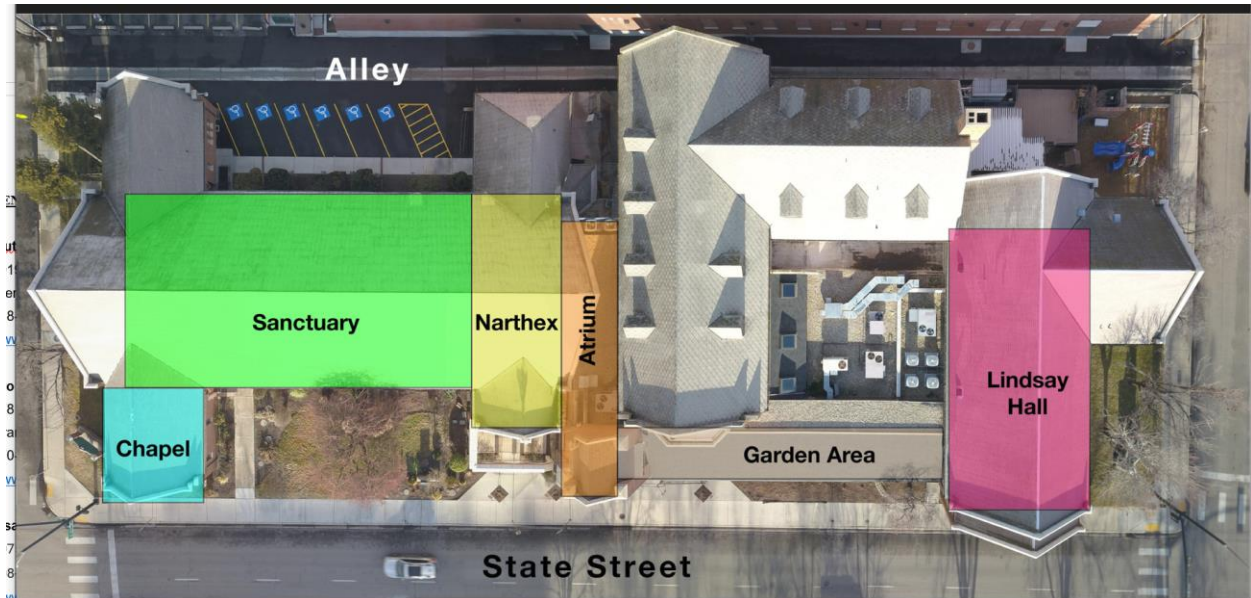 Alley
Sanctuary
Narthex
Atrium
Chapel
Lindsay
Hall
Garden Area
State Street